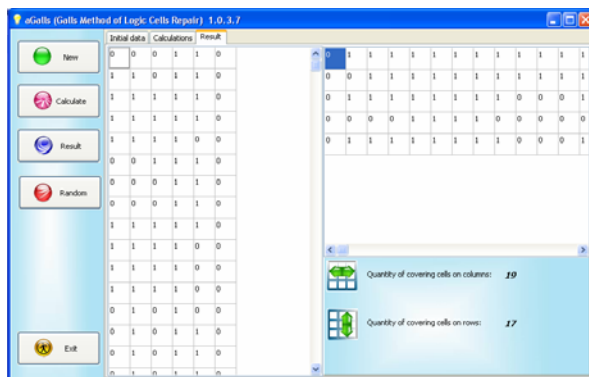 aGalls (Galls Method of Logic Cells Repair) 1.0.3.7
Initial data Calculations Result
New
Calculate
Result
Random
Exit
0 0 0 1 1 0
1 1 0 1 1 0
1 1 1 1 1 0
1 1 1 1 1 0
1 1 1 1 0 0
0 0 1 1 1 0
0 0 0 1 1 0
0 0 0 1 1 0
1 1 1 1 1 0
1 1 1 1 0 0
1 1 1 1 0 0
1 1 1 1 0 0
0 1 0 1 1 0
0 1 0 1 1 0
0 1 0 1 1 0
0 1 1 1 1 1 1 1 1 1 1 1 1
0 0 1 1 1 1 1 1 1 1 1 1 1
0 1 1 1 1 1 1 1 1 0 0 0 1
0 0 0 0 1 1 1 1 0 0 0 0 0
0 1 1 1 1 1 1 1 1 0 0 0 1
Quantity of covering cells on columns: 19
Quantity of covering cells on rows: 17